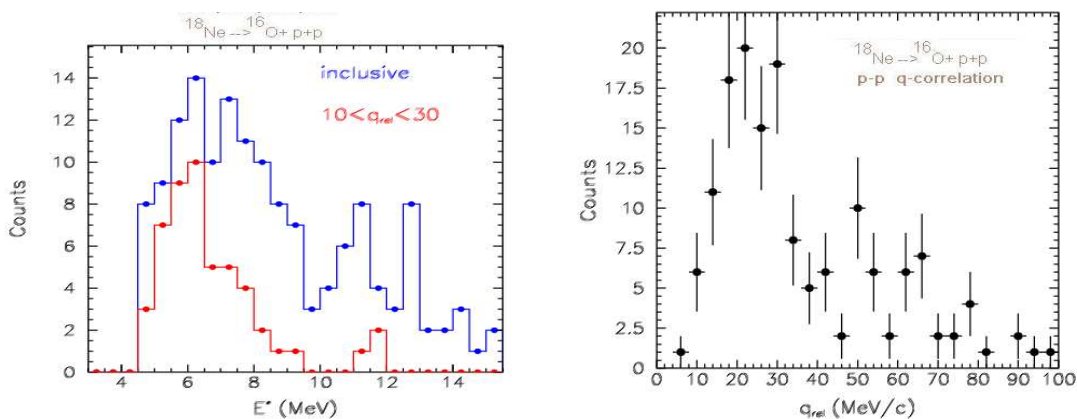 ¹⁸Ne --> ¹⁶O+ p+p
inclusive
10<qrel<30
Counts
14
12
10
8
6
4
2
0
4 6 8 10 12 14
E* (MeV)
¹⁸Ne --> ¹⁶O+ p+p
p-p q-correlation
Counts
20
17.5
15
12.5
10
7.5
5
2.5
0
0 10 20 30 40 50 60 70 80 90 100
qrel (MeV/c)